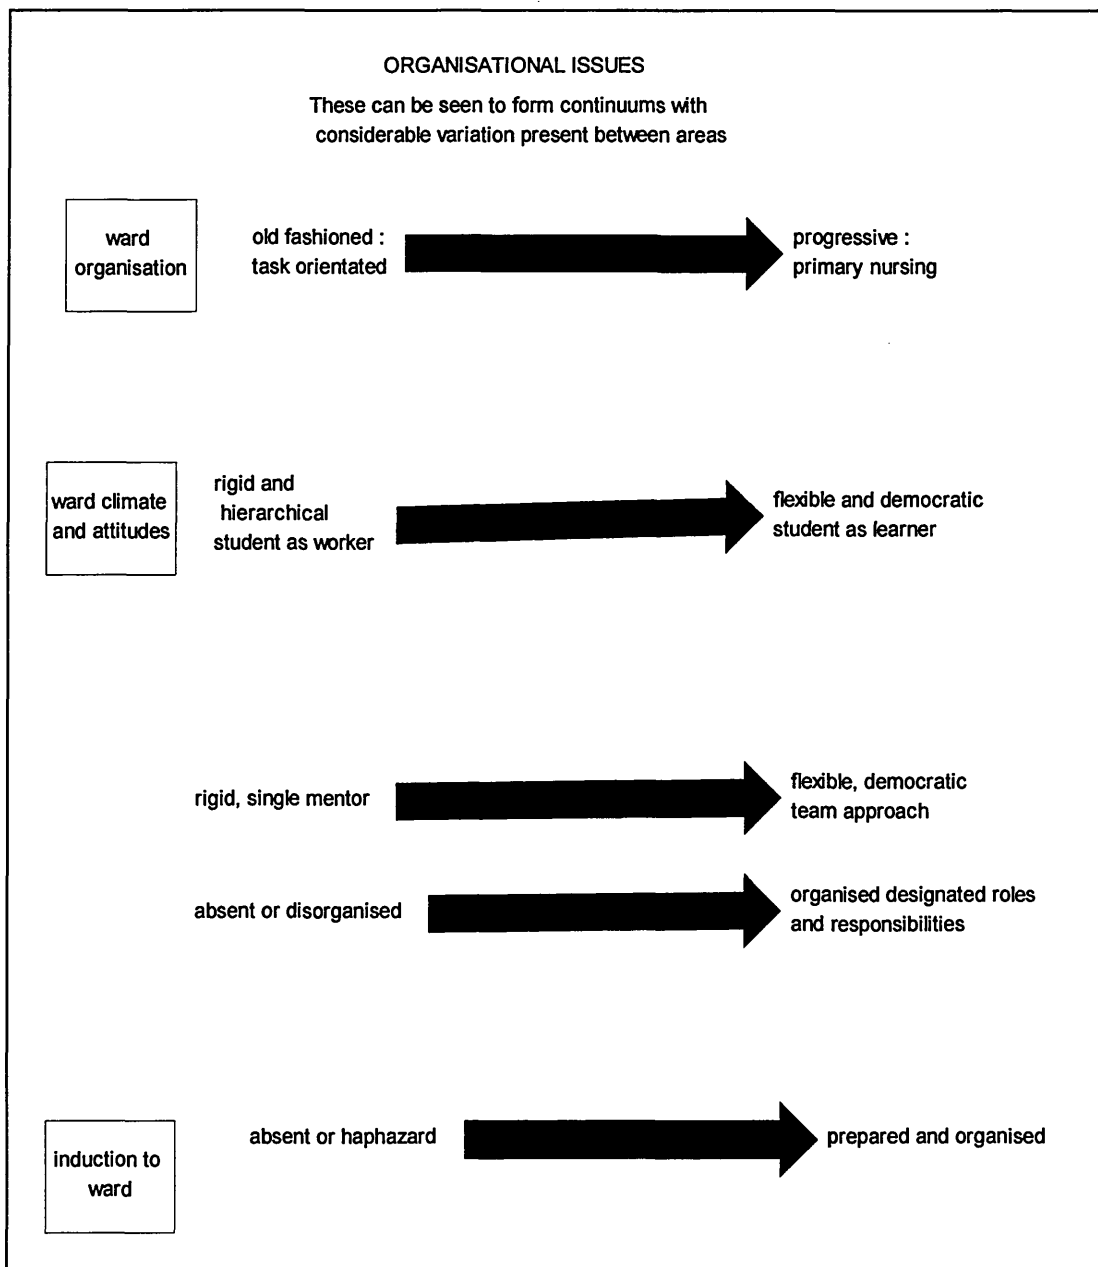 ORGANISATIONAL ISSUES
These can be seen to form continuums with
considerable variation present between areas
ward
organisation
old fashioned :
task orientated
progressive :
primary nursing
ward climate
and attitudes
rigid and
hierarchical
student as worker
flexible and democratic
student as learner
rigid, single mentor
flexible, democratic
team approach
absent or disorganised
organised designated roles
and responsibilities
induction to
ward
absent or haphazard
prepared and organised